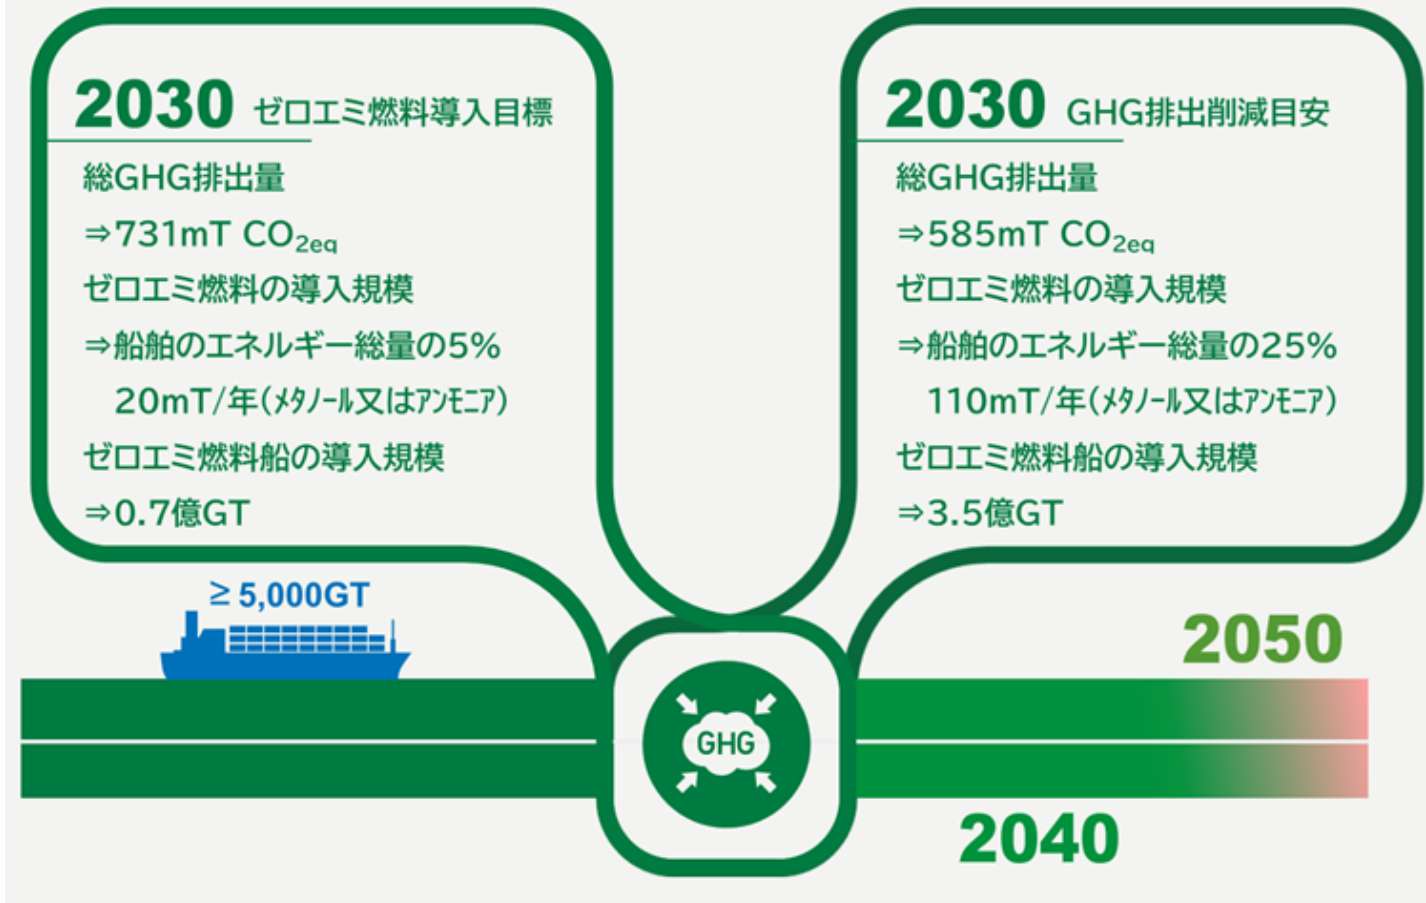 2030 ゼロエミ燃料導入目標
総GHG排出量
⇒731mT CO2eq
ゼロエミ燃料の導入規模
⇒船舶のエネルギー総量の5%
20mT/年(ﾒﾀﾉｰﾙ又はｱﾝﾓﾆｱ)
ゼロエミ燃料船の導入規模
⇒0.7億GT
2030 GHG排出削減目安
総GHG排出量
⇒585mT CO2eq
ゼロエミ燃料の導入規模
⇒船舶のエネルギー総量の25%
110mT/年(ﾒﾀﾉｰﾙ又はｱﾝﾓﾆｱ)
ゼロエミ燃料船の導入規模
⇒3.5億GT
≥ 5,000GT
GHG
2050
2040